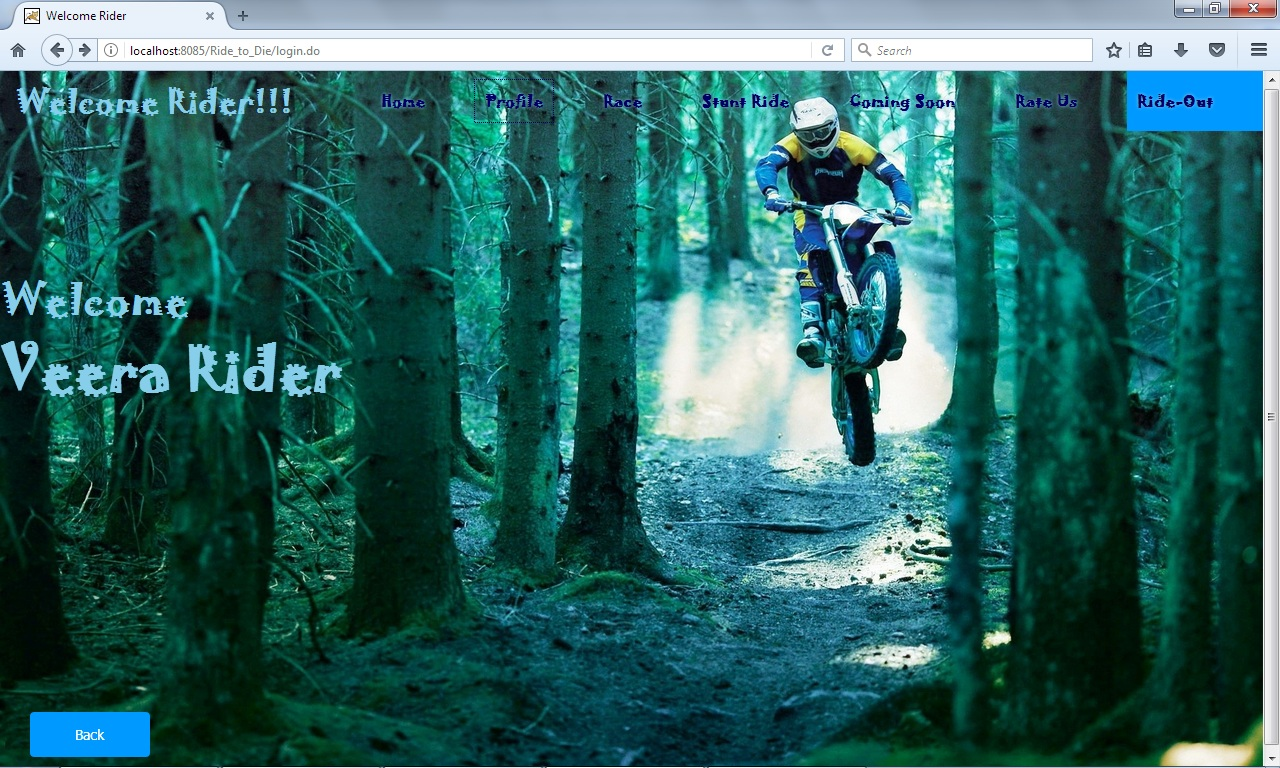 Welcome Rider
localhost:8085/Ride_to_Die/login.do
Search
Welcome Rider!!!
Home
Profile
Race
Stunt Ride
Coming Soon
Rate Us
Ride-Out
Welcome
Veera Rider
Back